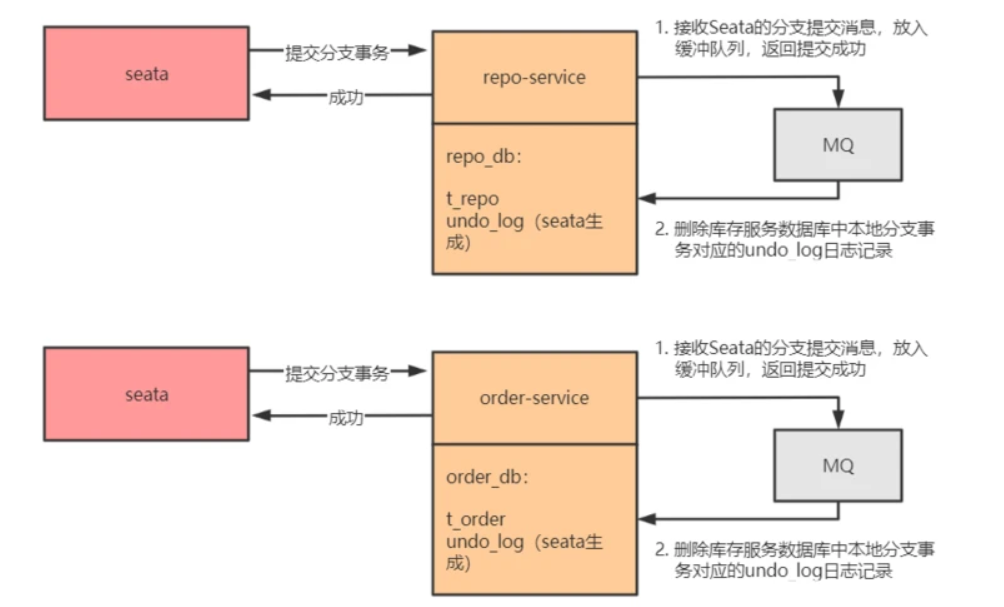 seata
提交分支事务
成功
repo-service
1. 接收Seata的分支提交消息，放入
缓冲队列，返回提交成功
MQ
repo_db：
t_repo
undo_log（seata生
成）
2. 删除库存服务数据库中本地分支事
务对应的undo_log日志记录
seata
提交分支事务
成功
order-service
1. 接收Seata的分支提交消息，放入
缓冲队列，返回提交成功
MQ
order_db：
t_order
undo_log（seata生
成）
2. 删除库存服务数据库中本地分支事
务对应的undo_log日志记录